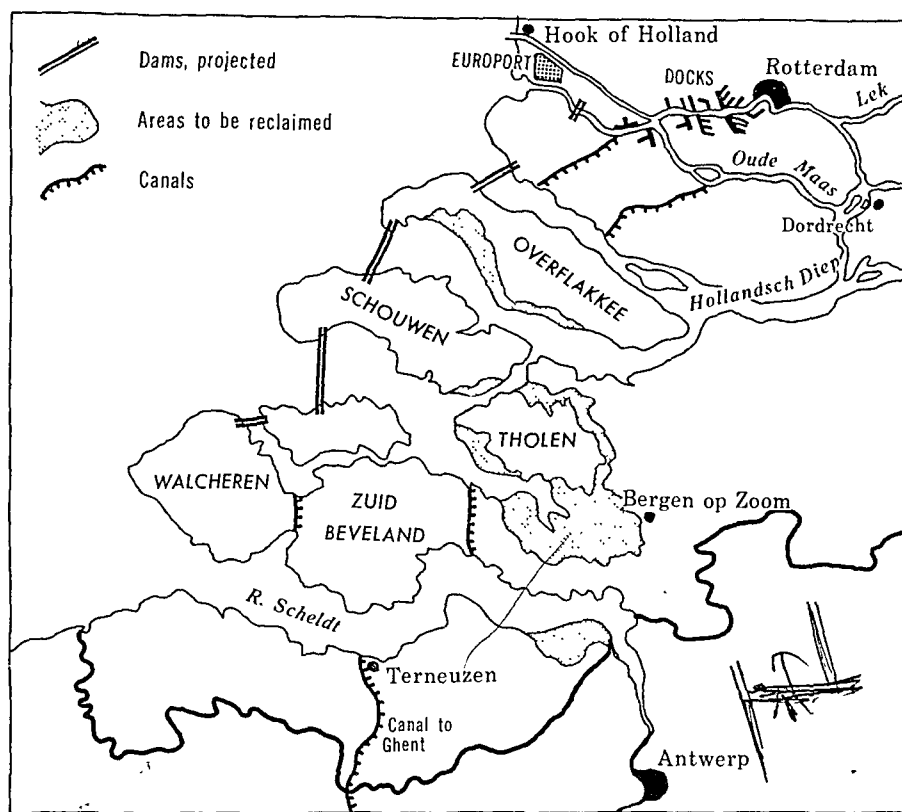 Hook of Holland
EUROPORT
DOCKS
Rotterdam
Lek
Dams, projected
Areas to be reclaimed
Canals
Oude Maas
Dordrecht
OVERFLAKKEE
Hollandsch Diep
SCHOUWEN
THOLEN
WALCHEREN
ZUID
BEVELAND
Bergen op Zoom
R. Scheldt
Terneuzen
Canal to
Ghent
Antwerp